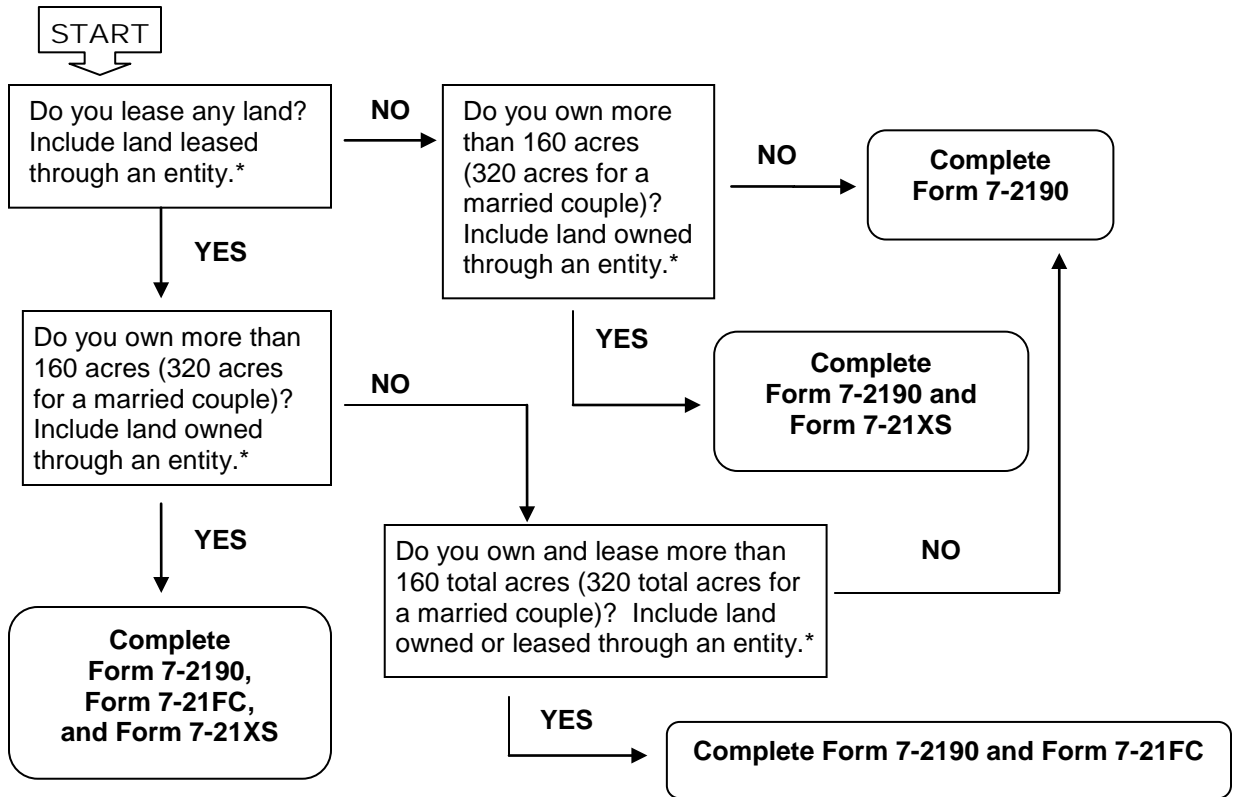 START
Do you lease any land?
Include land leased
through an entity.*
NO
Do you own more
than 160 acres
(320 acres for a
married couple)?
Include land owned
through an entity.*
NO
Complete
Form 7-2190
YES
Do you own more than
160 acres (320 acres
for a married couple)?
Include land owned
through an entity.*
NO
YES
Complete
Form 7-2190 and
Form 7-21XS
YES
Do you own and lease more than
160 total acres (320 total acres for
a married couple)?  Include land
owned or leased through an entity.*
NO
Complete
Form 7-2190,
Form 7-21FC,
and Form 7-21XS
YES
Complete Form 7-2190 and Form 7-21FC